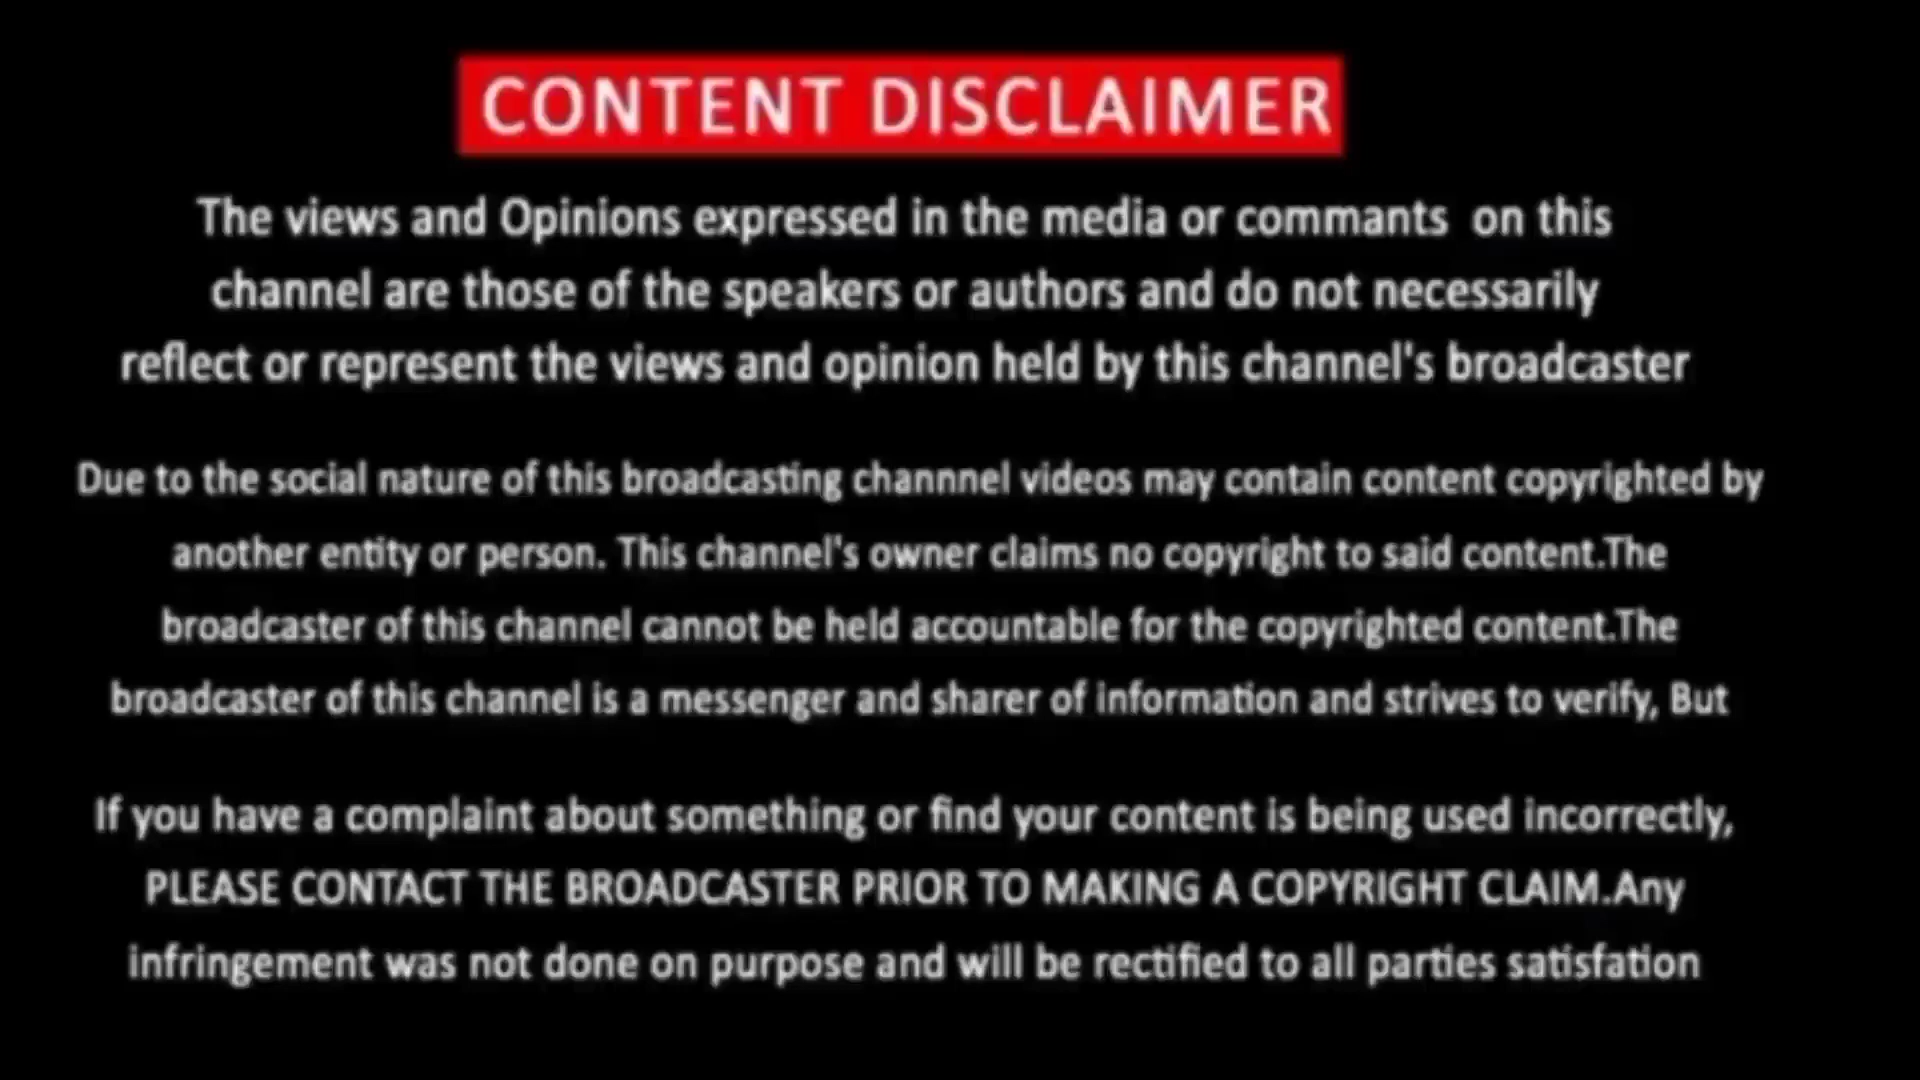 CONTENT DISCLAIMER
The views and Opinions expressed in the media or commants on this
channel are those of the speakers or authors and do not necessarily
reflect or represent the views and opinion held by this channel's broadcaster
Due to the social nature of this broadcasting channnel videos may contain content copyrighted by
another entity or person. This channel's owner claims no copyright to said content.The
broadcaster of this channel cannot be held accountable for the copyrighted content.The
broadcaster of this channel is a messenger and sharer of information and strives to verify, But
If you have a complaint about something or find your content is being used incorrectly,
PLEASE CONTACT THE BROADCASTER PRIOR TO MAKING A COPYRIGHT CLAIM.Any
infringement was not done on purpose and will be rectified to all parties satisfation